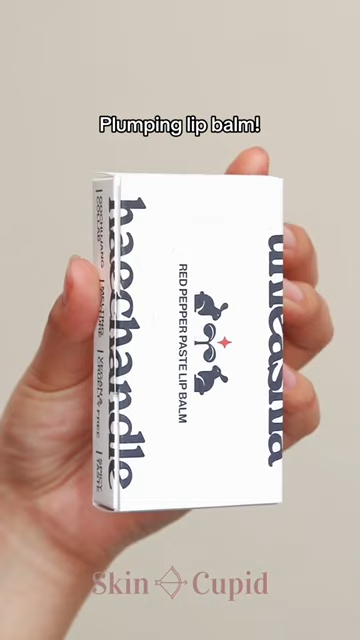 Plumping lip balm!
haechandle
RED PEPPER PASTE LIP BALM
unleashia
Skin Cupid